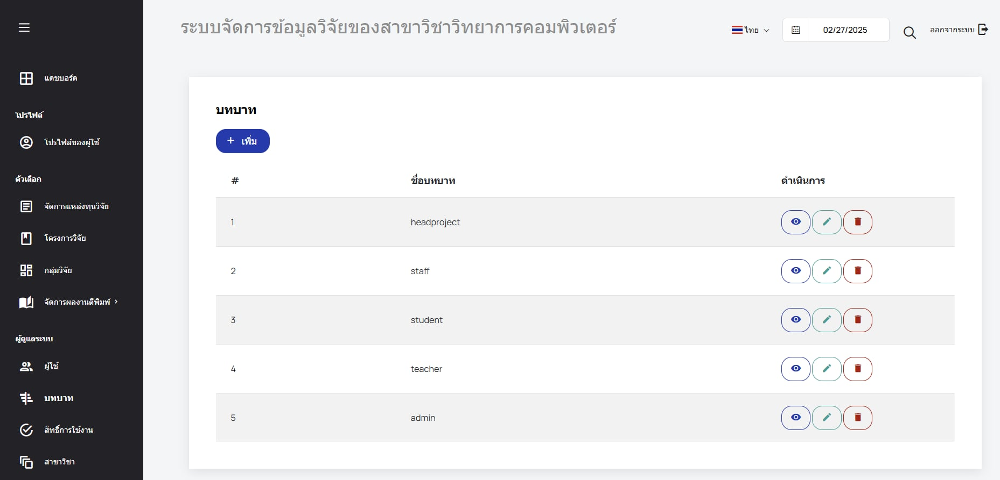 ระบบจัดการข้อมูลวิจัยของสาขาวิชาวิทยาการคอมพิวเตอร์
ไทย
02/27/2025
ออกจากระบบ
แดชบอร์ด
โปรไฟล์
โปรไฟล์ของผู้ใช้
ตัวเลือก
จัดการแหล่งทุนวิจัย
โครงการวิจัย
กลุ่มวิจัย
จัดการผลงานตีพิมพ์
ผู้ดูแลระบบ
ผู้ใช้
บทบาท
สิทธิ์การใช้งาน
สาขาวิชา
บทบาท
+ เพิ่ม
# ชื่อบทบาท ดำเนินการ
1 headproject
2 staff
3 student
4 teacher
5 admin